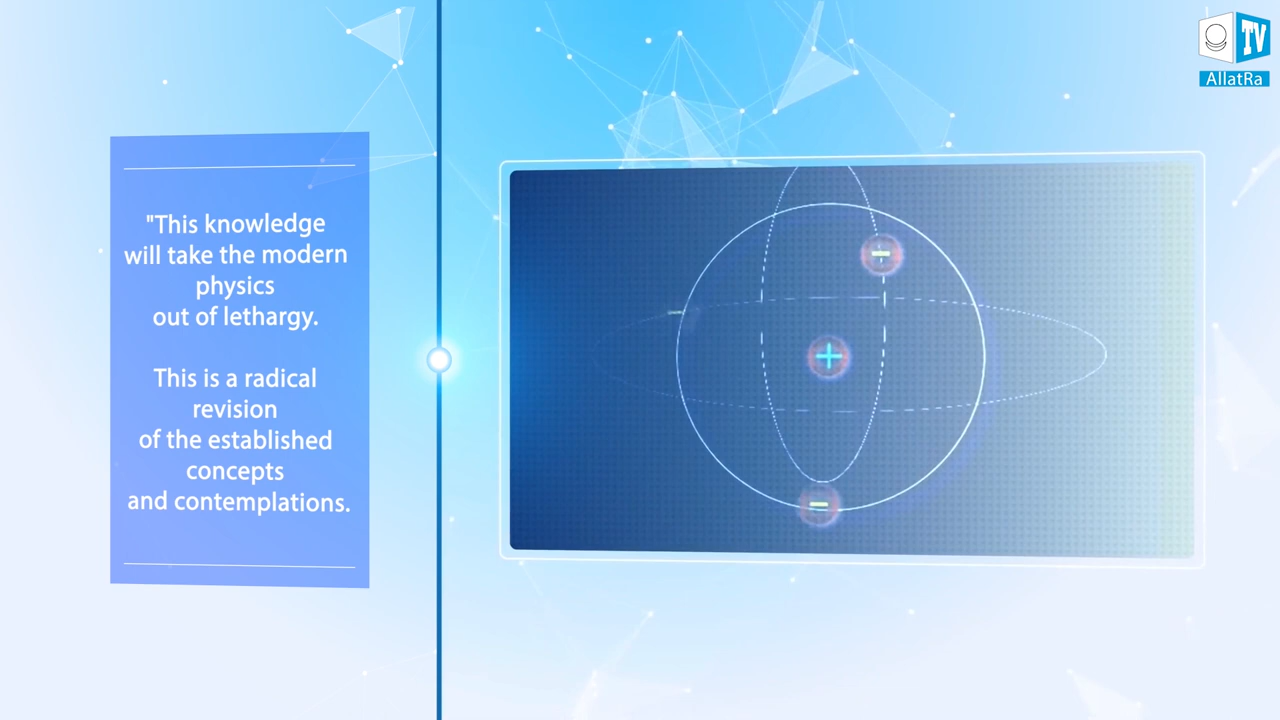 "This knowledge
will take the modern
physics
out of lethargy.
This is a radical
revision
of the established
concepts
and contemplations.
TV
AllatRa